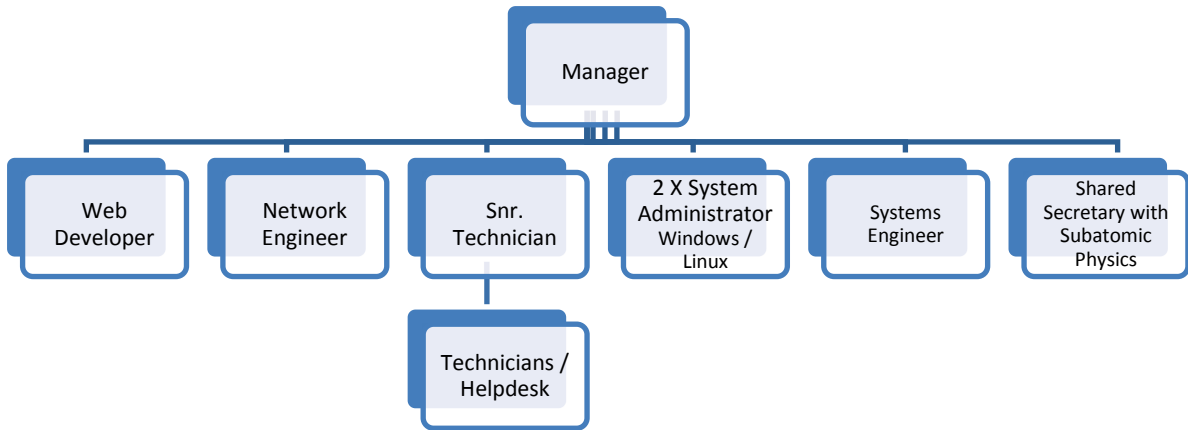 Manager
Web
Developer
Network
Engineer
Snr.
Technician
2 X System
Administrator
Windows /
Linux
Systems
Engineer
Shared
Secretary with
Subatomic
Physics
Technicians /
Helpdesk